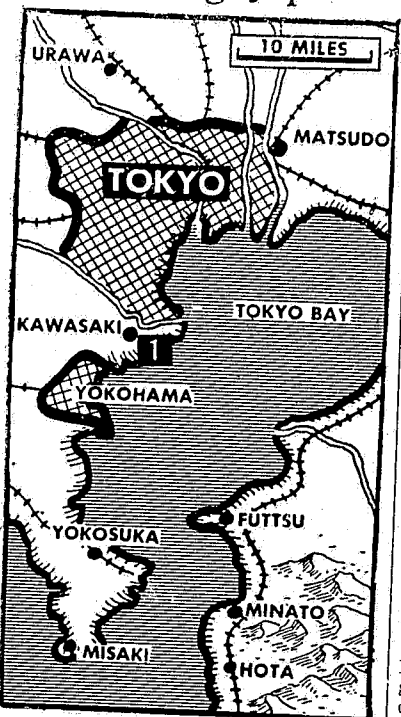 10 MILES
URAWA
MATSUDO
TOKYO
TOKYO BAY
KAWASAKI
1
YOKOHAMA
FUTTSU
YOKOSUKA
MINATO
MISAKI
HOTA